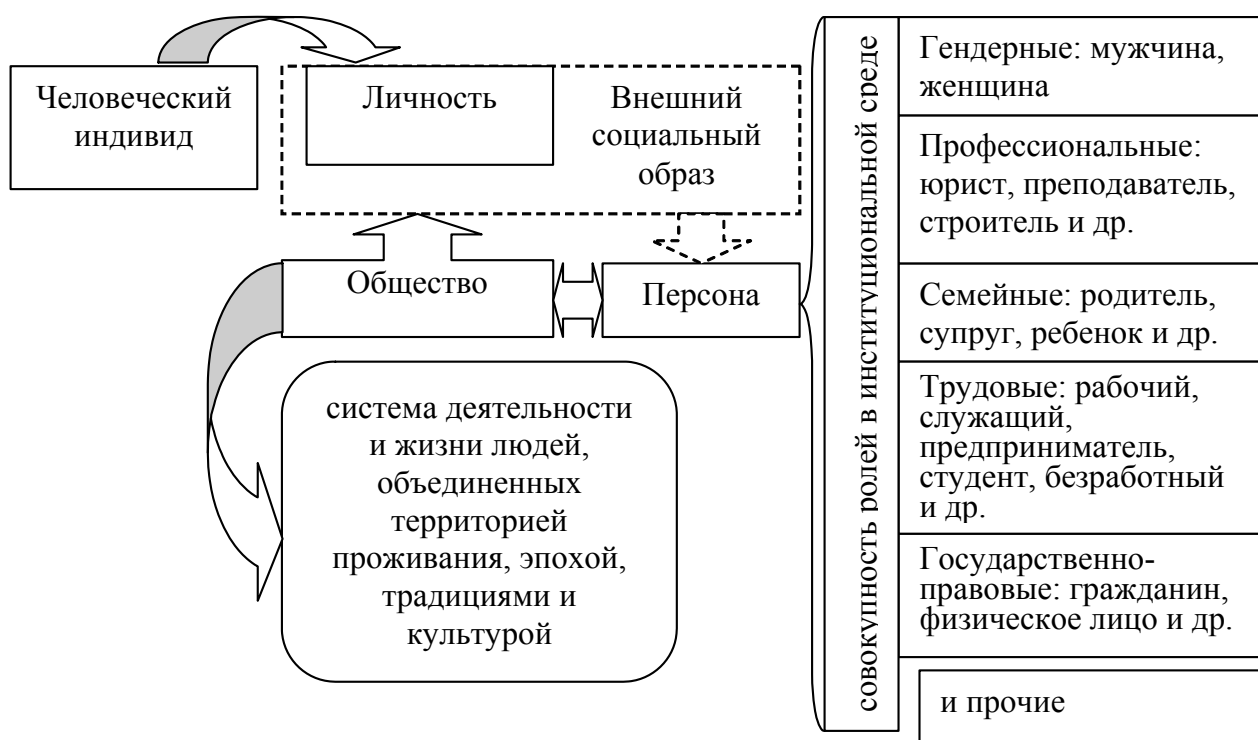 Человеческий
индивид
Личность
Внешний
социальный
образ
Общество
Персона
система деятельности
и жизни людей,
объединенных
территорией
проживания, эпохой,
традициями и
культурой
совокупность ролей в институциональной среде
Гендерные: мужчина,
женщина
Профессиональные:
юрист, преподаватель,
строитель и др.
Семейные: родитель,
супруг, ребенок и др.
Трудовые: рабочий,
служащий,
предприниматель,
студент, безработный
и др.
Государственно-
правовые: гражданин,
физическое лицо и др.
и прочие